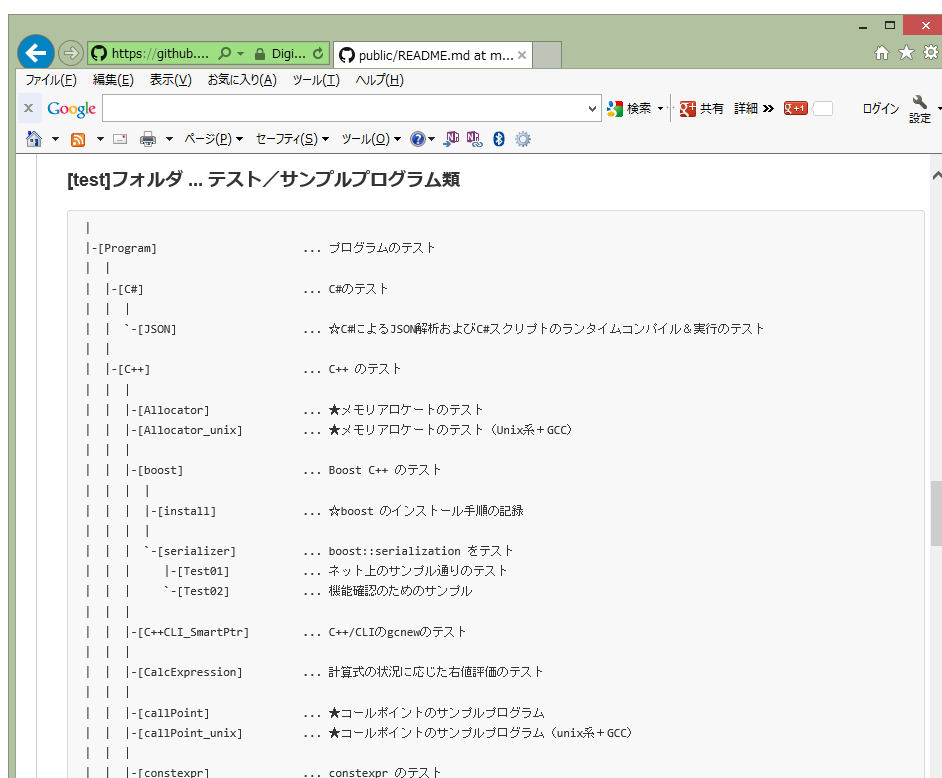 https://github.... Digi...
public/README.md at m...
ファイル(F) 編集(E) 表示(V) お気に入り(A) ツール(T) ヘルプ(H)
x Google 検索 共有 詳細 » +1 ログイン 設定
ページ(P) セーフティ(S) ツール(O)
[test]フォルダ ... テスト／サンプルプログラム類
|
|-[Program] ... プログラムのテスト
| |
| |-[C#] ... C#のテスト
| | |
| | `-[JSON] ... ☆C#によるJSON解析およびC#スクリプトのランタイムコンパイル＆実行のテスト
| |
| |-[C++] ... C++ のテスト
| | |
| | |-[Allocator] ... ★メモリアロケートのテスト
| | |-[Allocator_unix] ... ★メモリアロケートのテスト（Unix系＋GCC）
| | |
| | |-[boost] ... Boost C++ のテスト
| | | |
| | | |-[install] ... ☆boost のインストール手順の記録
| | | |
| | | `-[serializer] ... boost::serialization をテスト
| | |   |-[Test01] ... ネット上のサンプル通りのテスト
| | |   `-[Test02] ... 機能確認のためのサンプル
| | |
| | |-[C++CLI_SmartPtr] ... C++/CLIのgcnewのテスト
| | |
| | |-[CalcExpression] ... 計算式の状況に応じた右値評価のテスト
| | |
| | |-[callPoint] ... ★コールポイントのサンプルプログラム
| | |-[callPoint_unix] ... ★コールポイントのサンプルプログラム（unix系＋GCC）
| | |
| | |-[constexpr] ... constexpr のテスト